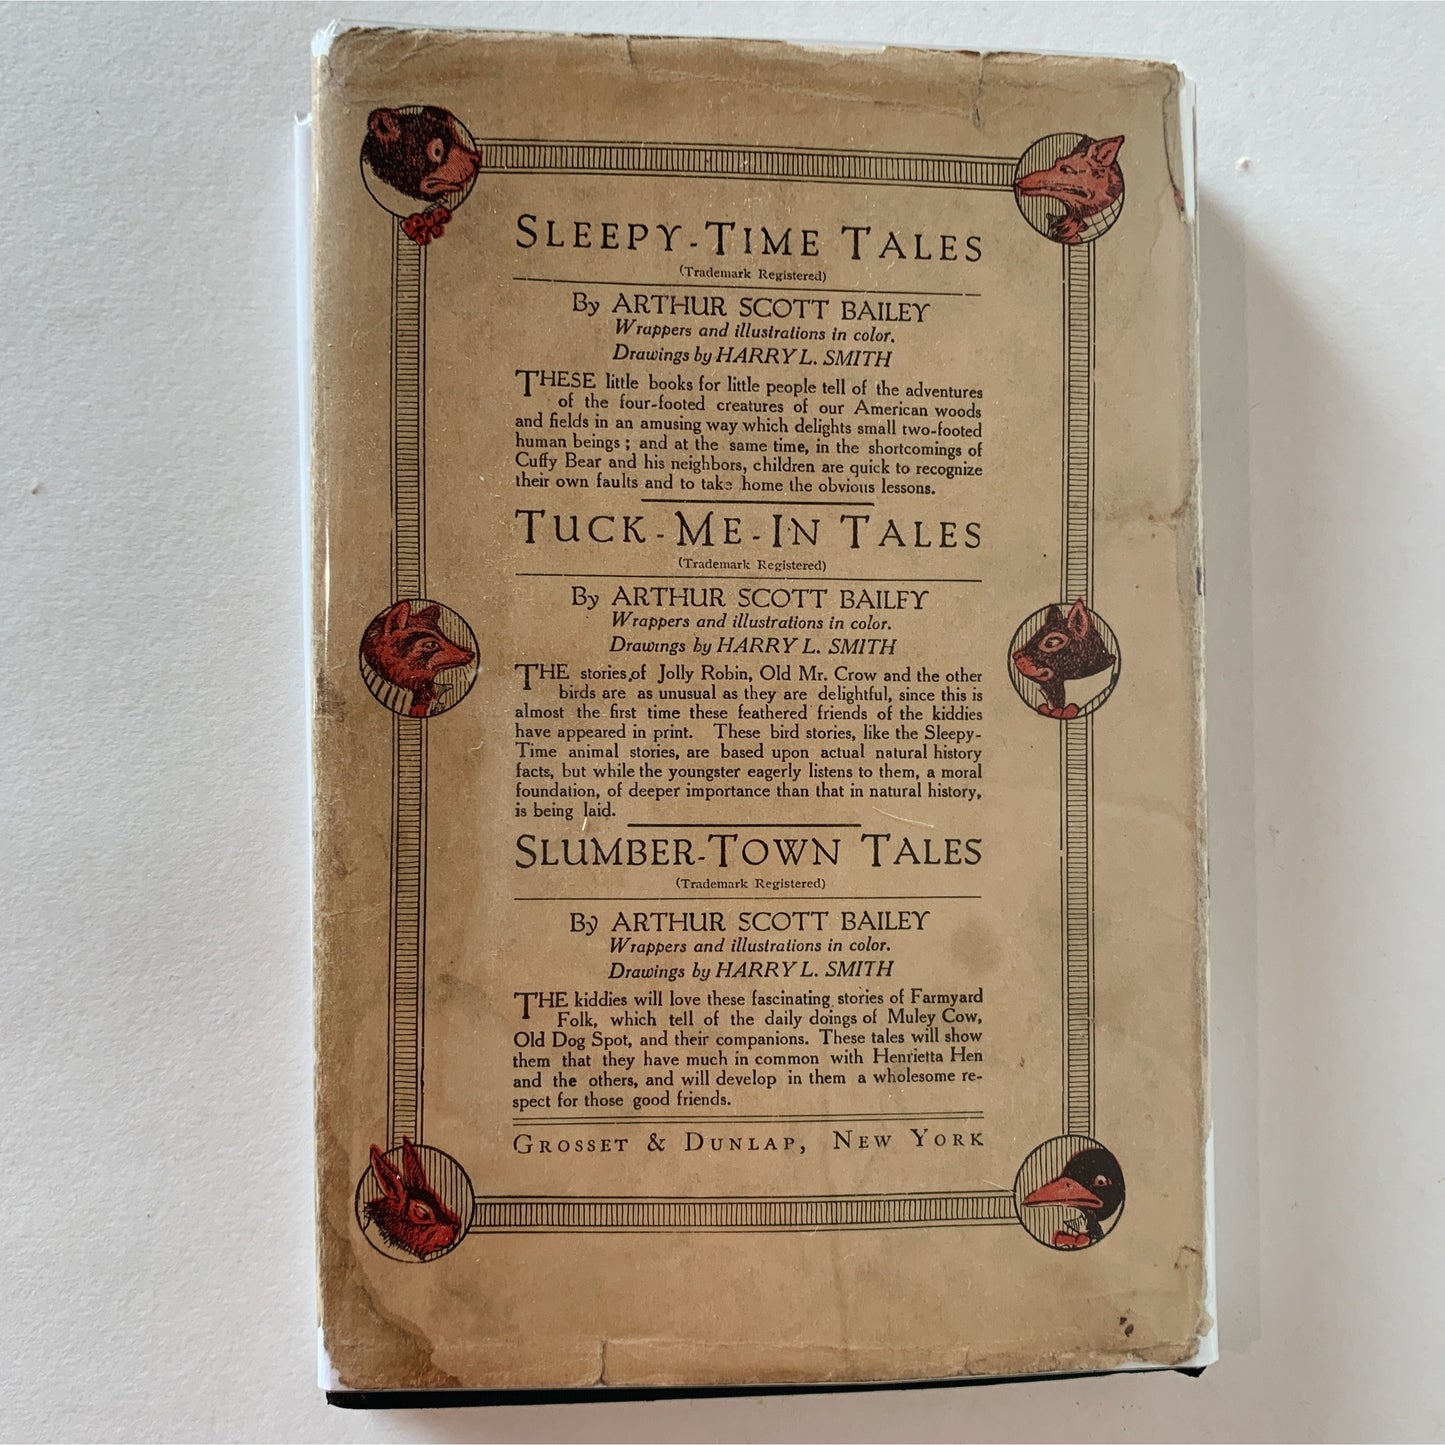 SLEEPY-TIME TALES
(Trademark Registered)
By ARTHUR SCOTT BAILEY
Wrappers and illustrations in color.
Drawings by HARRY L. SMITH
THESE little books for little people tell of the adventures
of the four-footed creatures of our American woods
and fields in an amusing way which delights small two-footed
human beings; and at the same time, in the shortcomings of
Cuffy Bear and his neighbors, children are quick to recognize
their own faults and to take home the obvious lessons.
TUCK-ME-IN TALES
(Trademark Registered)
By ARTHUR SCOTT BAILEY
Wrappers and illustrations in color.
Drawings by HARRY L. SMITH
THE stories of Jolly Robin, Old Mr. Crow and the other
birds are as unusual as they are delightful, since this is
almost the first time these feathered friends of the kiddies
have appeared in print. These bird stories, like the Sleepy-
Time animal stories, are based upon actual natural history
facts, but while the youngster eagerly listens to them, a moral
foundation, of deeper importance than that in natural history,
is being laid.
SLUMBER-TOWN TALES
(Trademark Registered)
By ARTHUR SCOTT BAILEY
Wrappers and illustrations in color.
Drawings by HARRY L. SMITH
THE kiddies will love these fascinating stories of Farmyard
Folk, which tell of the daily doings of Muley Cow,
Old Dog Spot, and their companions. These tales will show
them that they have much in common with Henrietta Hen
and the others, and will develop in them a wholesome re-
spect for those good friends.
GROSSET & DUNLAP, NEW YORK